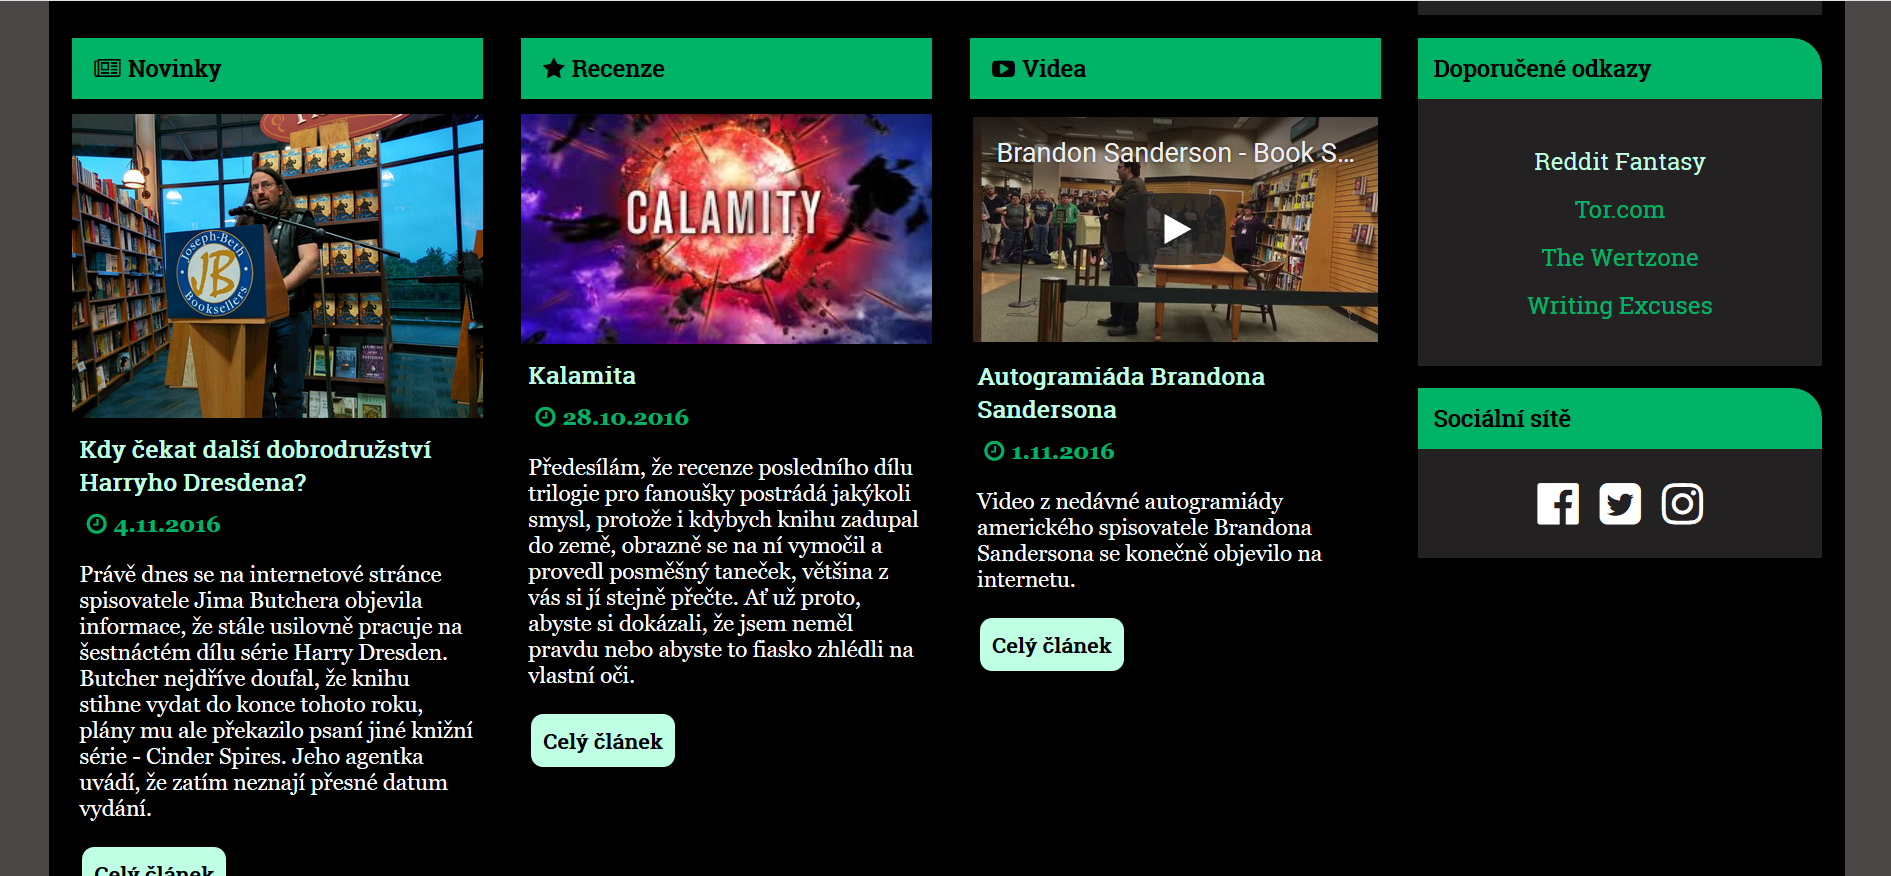 Novinky
Joseph-Beth
JB
Booksellers
Kdy čekat další dobrodružství
Harryho Dresdena?
4.11.2016
Právě dnes se na internetové stránce
spisovatele Jima Butchera objevila
informace, že stále usilovně pracuje na
šestnáctém dílu série Harry Dresden.
Butcher nejdříve doufal, že knihu
stihne vydat do konce tohoto roku,
plány mu ale překazilo psaní jiné knižní
série - Cinder Spires. Jeho agentka
uvádí, že zatím neznají přesné datum
vydání.
Celý článek
Recenze
CALAMITY
Kalamita
28.10.2016
Předesílám, že recenze posledního dílu
trilogie pro fanoušky postrádá jakýkoli
smysl, protože i kdybych knihu zadupal
do země, obrazně se na ní vymočil a
provedl posměšný taneček, většina z
vás si jí stejně přečte. Ať už proto,
abyste si dokázali, že jsem neměl
pravdu nebo abyste to fiasko zhlédli na
vlastní oči.
Celý článek
Videa
Brandon Sanderson - Book S...
Autogramiáda Brandona
Sandersona
1.11.2016
Video z nedávné autogramiády
amerického spisovatele Brandona
Sandersona se konečně objevilo na
internetu.
Celý článek
Doporučené odkazy
Reddit Fantasy
Tor.com
The Wertzone
Writing Excuses
Sociální sítě